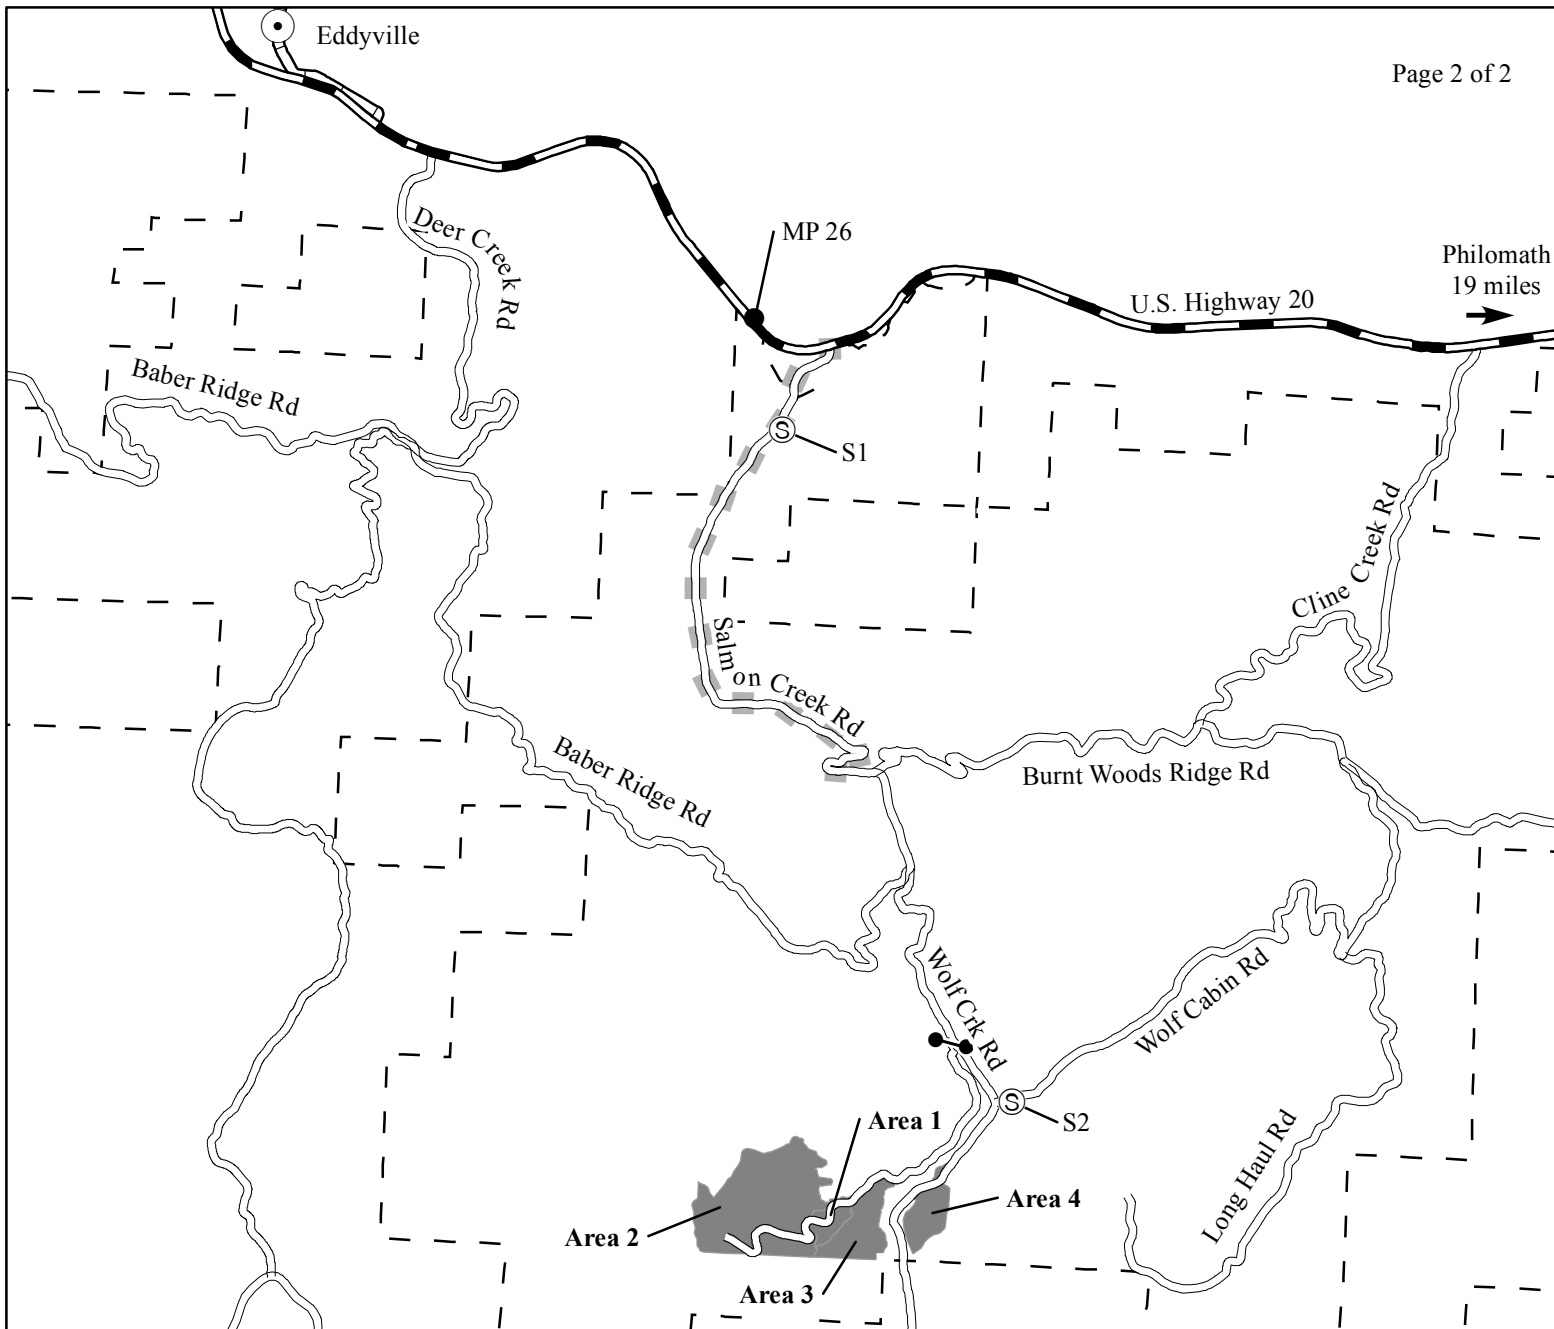 Eddyville
Page 2 of 2
Deer Creek Rd
MP 26
Philomath
19 miles
U.S. Highway 20
Baber Ridge Rd
S
S1
Cline Creek Rd
Salmon Creek Rd
Baber Ridge Rd
Burnt Woods Ridge Rd
Wolf Crk Rd
Wolf Cabin Rd
S
S2
Area 1
Long Haul Rd
Area 4
Area 2
Area 3